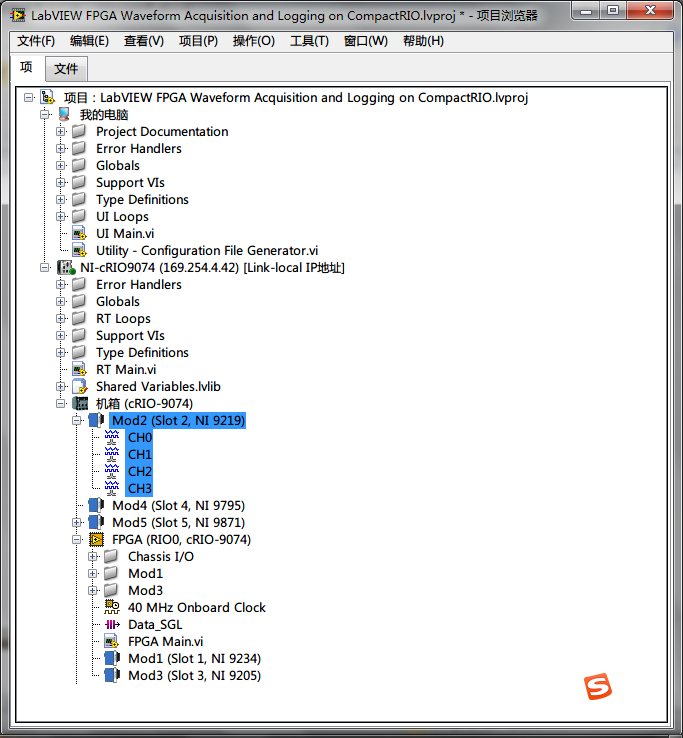 LabVIEW FPGA Waveform Acquisition and Logging on CompactRIO.lvproj * - 项目浏览器
文件(F) 编辑(E) 查看(V) 项目(P) 操作(O) 工具(T) 窗口(W) 帮助(H)
项 文件
项目：LabVIEW FPGA Waveform Acquisition and Logging on CompactRIO.lvproj
我的电脑
Project Documentation
Error Handlers
Globals
Support VIs
Type Definitions
UI Loops
UI Main.vi
Utility - Configuration File Generator.vi
NI-cRIO9074 (169.254.4.42) [Link-local IP地址]
Error Handlers
Globals
RT Loops
Support VIs
Type Definitions
RT Main.vi
Shared Variables.lvlib
机箱 (cRIO-9074)
Mod2 (Slot 2, NI 9219)
CH0
CH1
CH2
CH3
Mod4 (Slot 4, NI 9795)
Mod5 (Slot 5, NI 9871)
FPGA (RIO0, cRIO-9074)
Chassis I/O
Mod1
Mod3
40 MHz Onboard Clock
Data_SGL
FPGA Main.vi
Mod1 (Slot 1, NI 9234)
Mod3 (Slot 3, NI 9205)